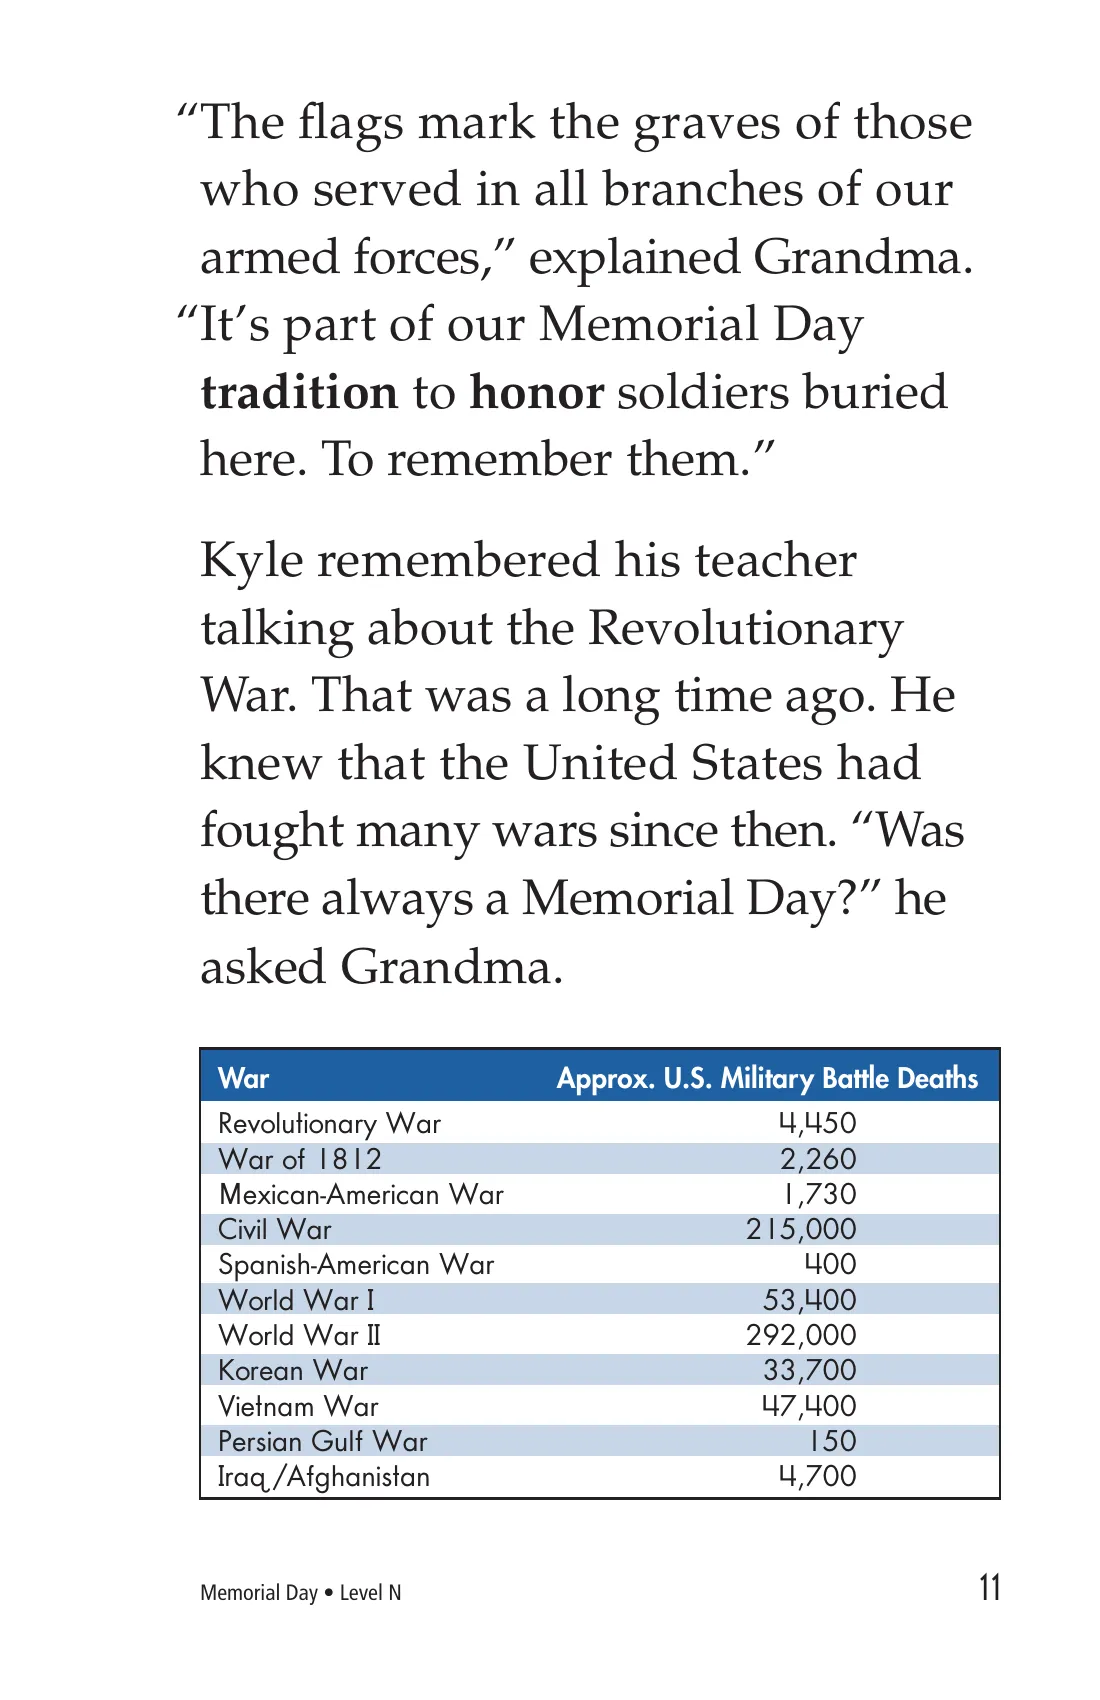 “The flags mark the graves of those
who served in all branches of our
armed forces,” explained Grandma.
“It’s part of our Memorial Day
tradition to honor soldiers buried
here. To remember them.”
Kyle remembered his teacher
talking about the Revolutionary
War. That was a long time ago. He
knew that the United States had
fought many wars since then. “Was
there always a Memorial Day?” he
asked Grandma.
War Approx. U.S. Military Battle Deaths
Revolutionary War 4,450
War of 1812 2,260
Mexican-American War 1,730
Civil War 215,000
Spanish-American War 400
World War I 53,400
World War II 292,000
Korean War 33,700
Vietnam War 47,400
Persian Gulf War 150
Iraq/Afghanistan 4,700
Memorial Day • Level N 11